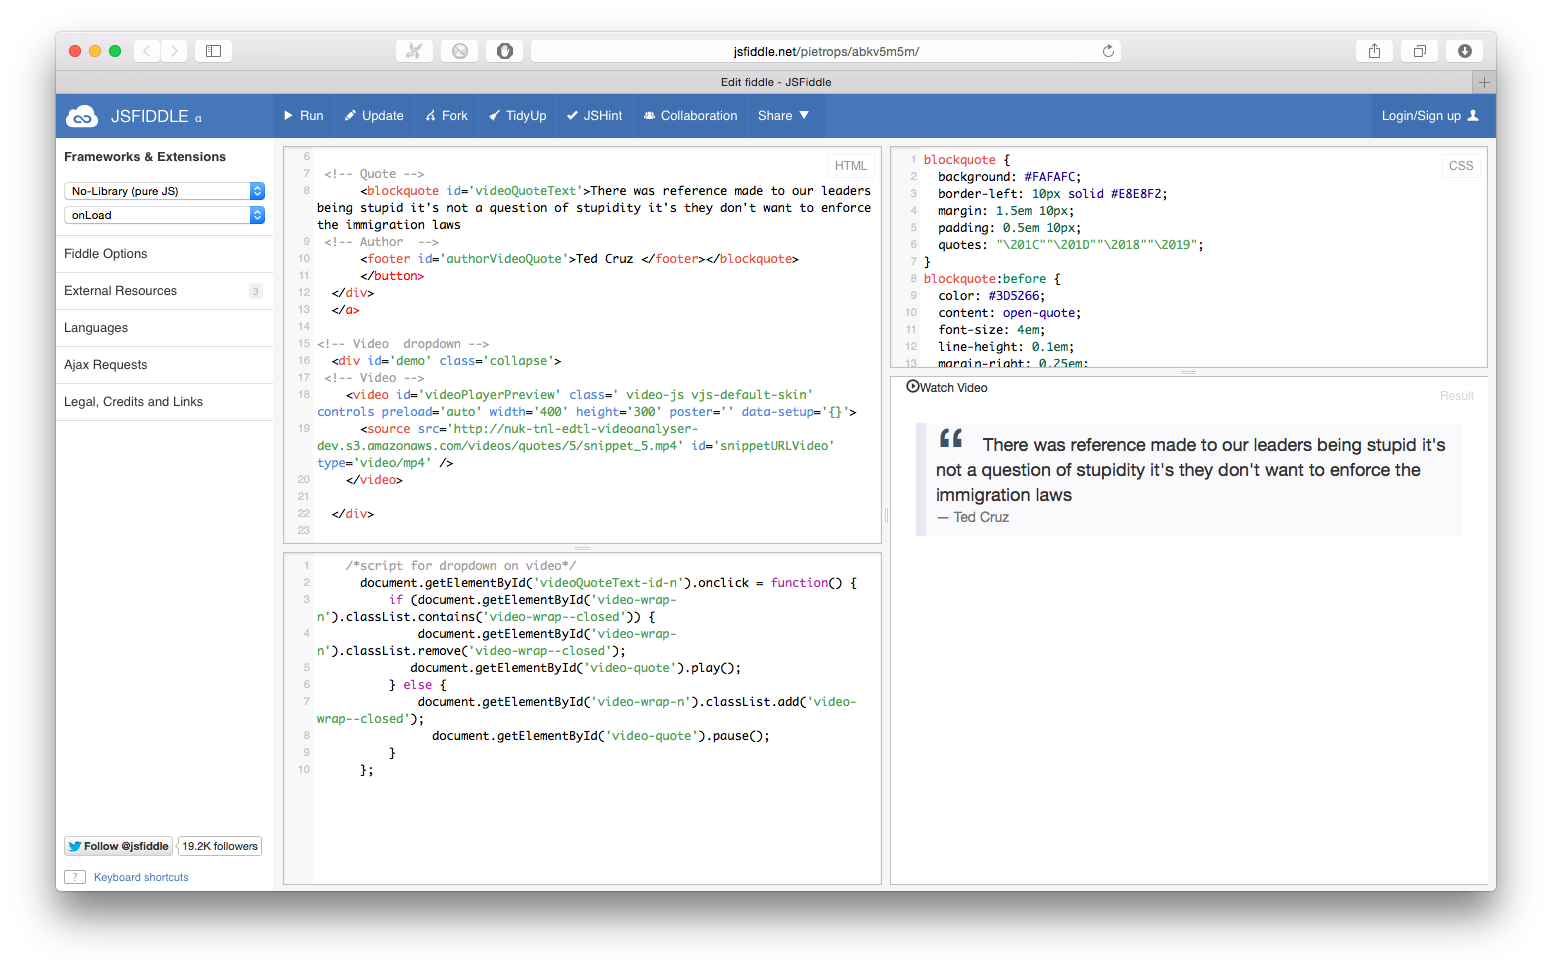 jsfiddle.net/pietrops/abkv5m5m/
Edit fiddle - JSFiddle
JSFIDDLE α
Run
Update
Fork
TidyUp
JSHint
Collaboration
Share ▼
Login/Sign up
Frameworks & Extensions
No-Library (pure JS)
onLoad
Fiddle Options
External Resources 3
Languages
Ajax Requests
Legal, Credits and Links
Follow @jsfiddle
19.2K followers
? Keyboard shortcuts
HTML
6
7 <!-- Quote -->
8 <blockquote id='videoQuoteText'>There was reference made to our leaders
being stupid it's not a question of stupidity it's they don't want to enforce
the immigration laws
9 <!-- Author  -->
10 <footer id='authorVideoQuote'>Ted Cruz </footer></blockquote>
11 </button>
12 </div>
13 </a>
14
15 <!-- Video  dropdown -->
16 <div id='demo' class='collapse'>
17 <!-- Video -->
18 <video id='videoPlayerPreview' class=' video-js vjs-default-skin'
controls preload='auto' width='400' height='300' poster='' data-setup='{}'>
19 <source src='http://nuk-tnl-edtl-videoanalyser-
dev.s3.amazonaws.com/videos/quotes/5/snippet_5.mp4' id='snippetURLVideo'
type='video/mp4' />
20 </video>
21
22 </div>
23
1 /*script for dropdown on video*/
2 document.getElementById('videoQuoteText-id-n').onclick = function() {
3 if (document.getElementById('video-wrap-
n').classList.contains('video-wrap--closed')) {
4 document.getElementById('video-wrap-
n').classList.remove('video-wrap--closed');
5 document.getElementById('video-quote').play();
6 } else {
7 document.getElementById('video-wrap-n').classList.add('video-
wrap--closed');
8 document.getElementById('video-quote').pause();
9 }
10 };
CSS
1 blockquote {
2 background: #FAFAFC;
3 border-left: 10px solid #E8E8F2;
4 margin: 1.5em 10px;
5 padding: 0.5em 10px;
6 quotes: "\201C""\201D""\2018""\2019";
7 }
8 blockquote:before {
9 color: #3D5266;
10 content: open-quote;
11 font-size: 4em;
12 line-height: 0.1em;
13 margin-right: 0.25em;
Watch Video
Result
“ There was reference made to our leaders being stupid it's
not a question of stupidity it's they don't want to enforce the
immigration laws
— Ted Cruz